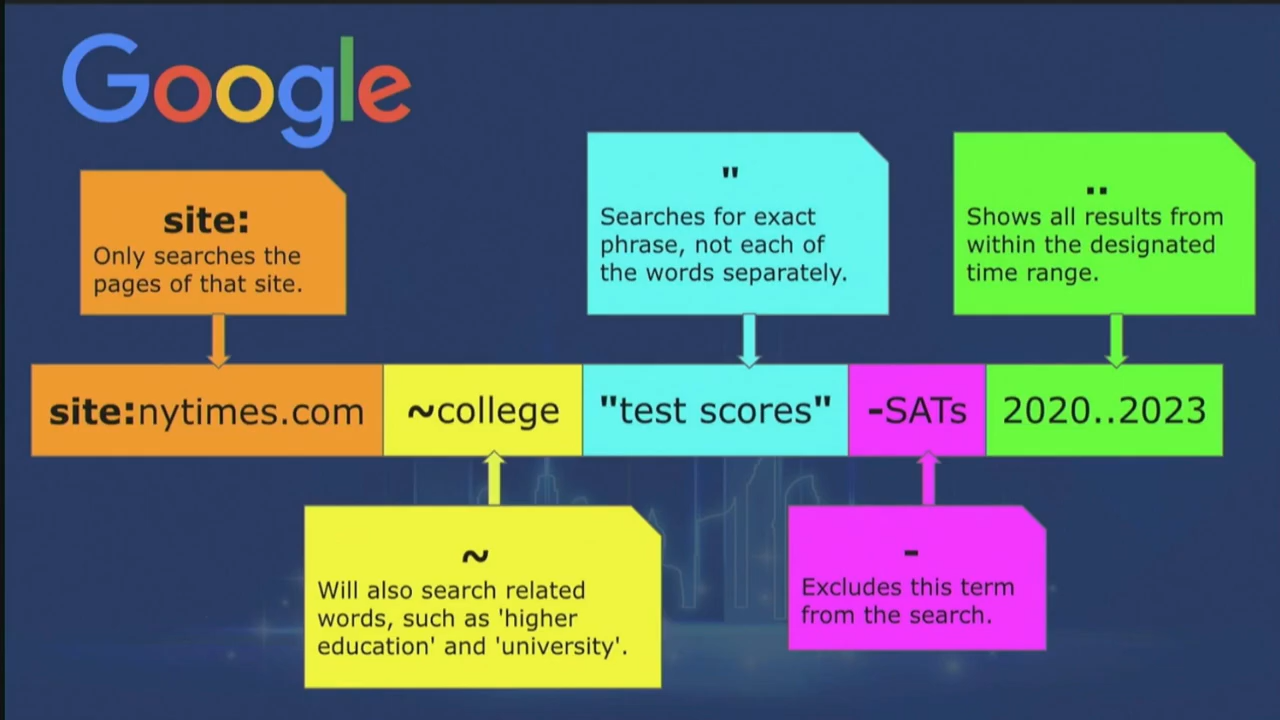 Google
site:
Only searches the
pages of that site.
"
Searches for exact
phrase, not each of
the words separately.
..
Shows all results from
within the designated
time range.
site:nytimes.com ~college "test scores" -SATs 2020..2023
~
Will also search related
words, such as 'higher
education' and 'university'.
-
Excludes this term
from the search.